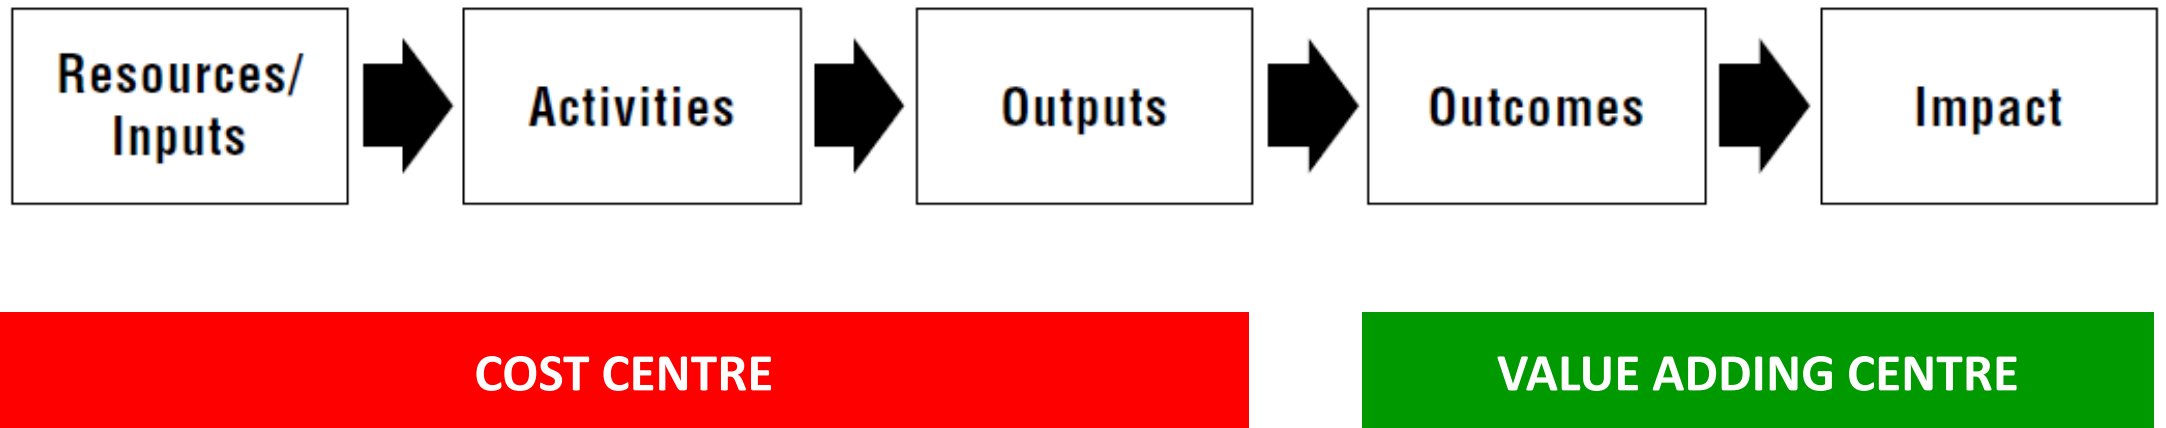 Resources/
Inputs
Activities
Outputs
Outcomes
Impact
COST CENTRE
VALUE ADDING CENTRE